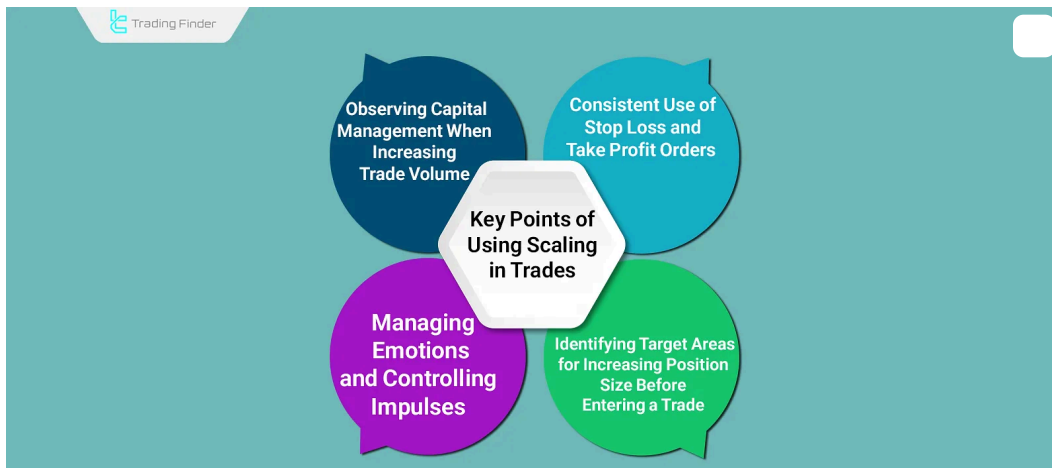 Trading Finder
Observing Capital
Management When
Increasing
Trade Volume
Consistent Use of
Stop Loss and
Take Profit Orders
Key Points of
Using Scaling
in Trades
Managing
Emotions
and Controlling
Impulses
Identifying Target Areas
for Increasing Position
Size Before
Entering a Trade